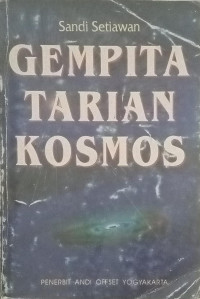 Sandi Setiawan
GEMPITA
TARIAN
KOSMOS
PENERBIT ANDI OFFSET YOGYAKARTA